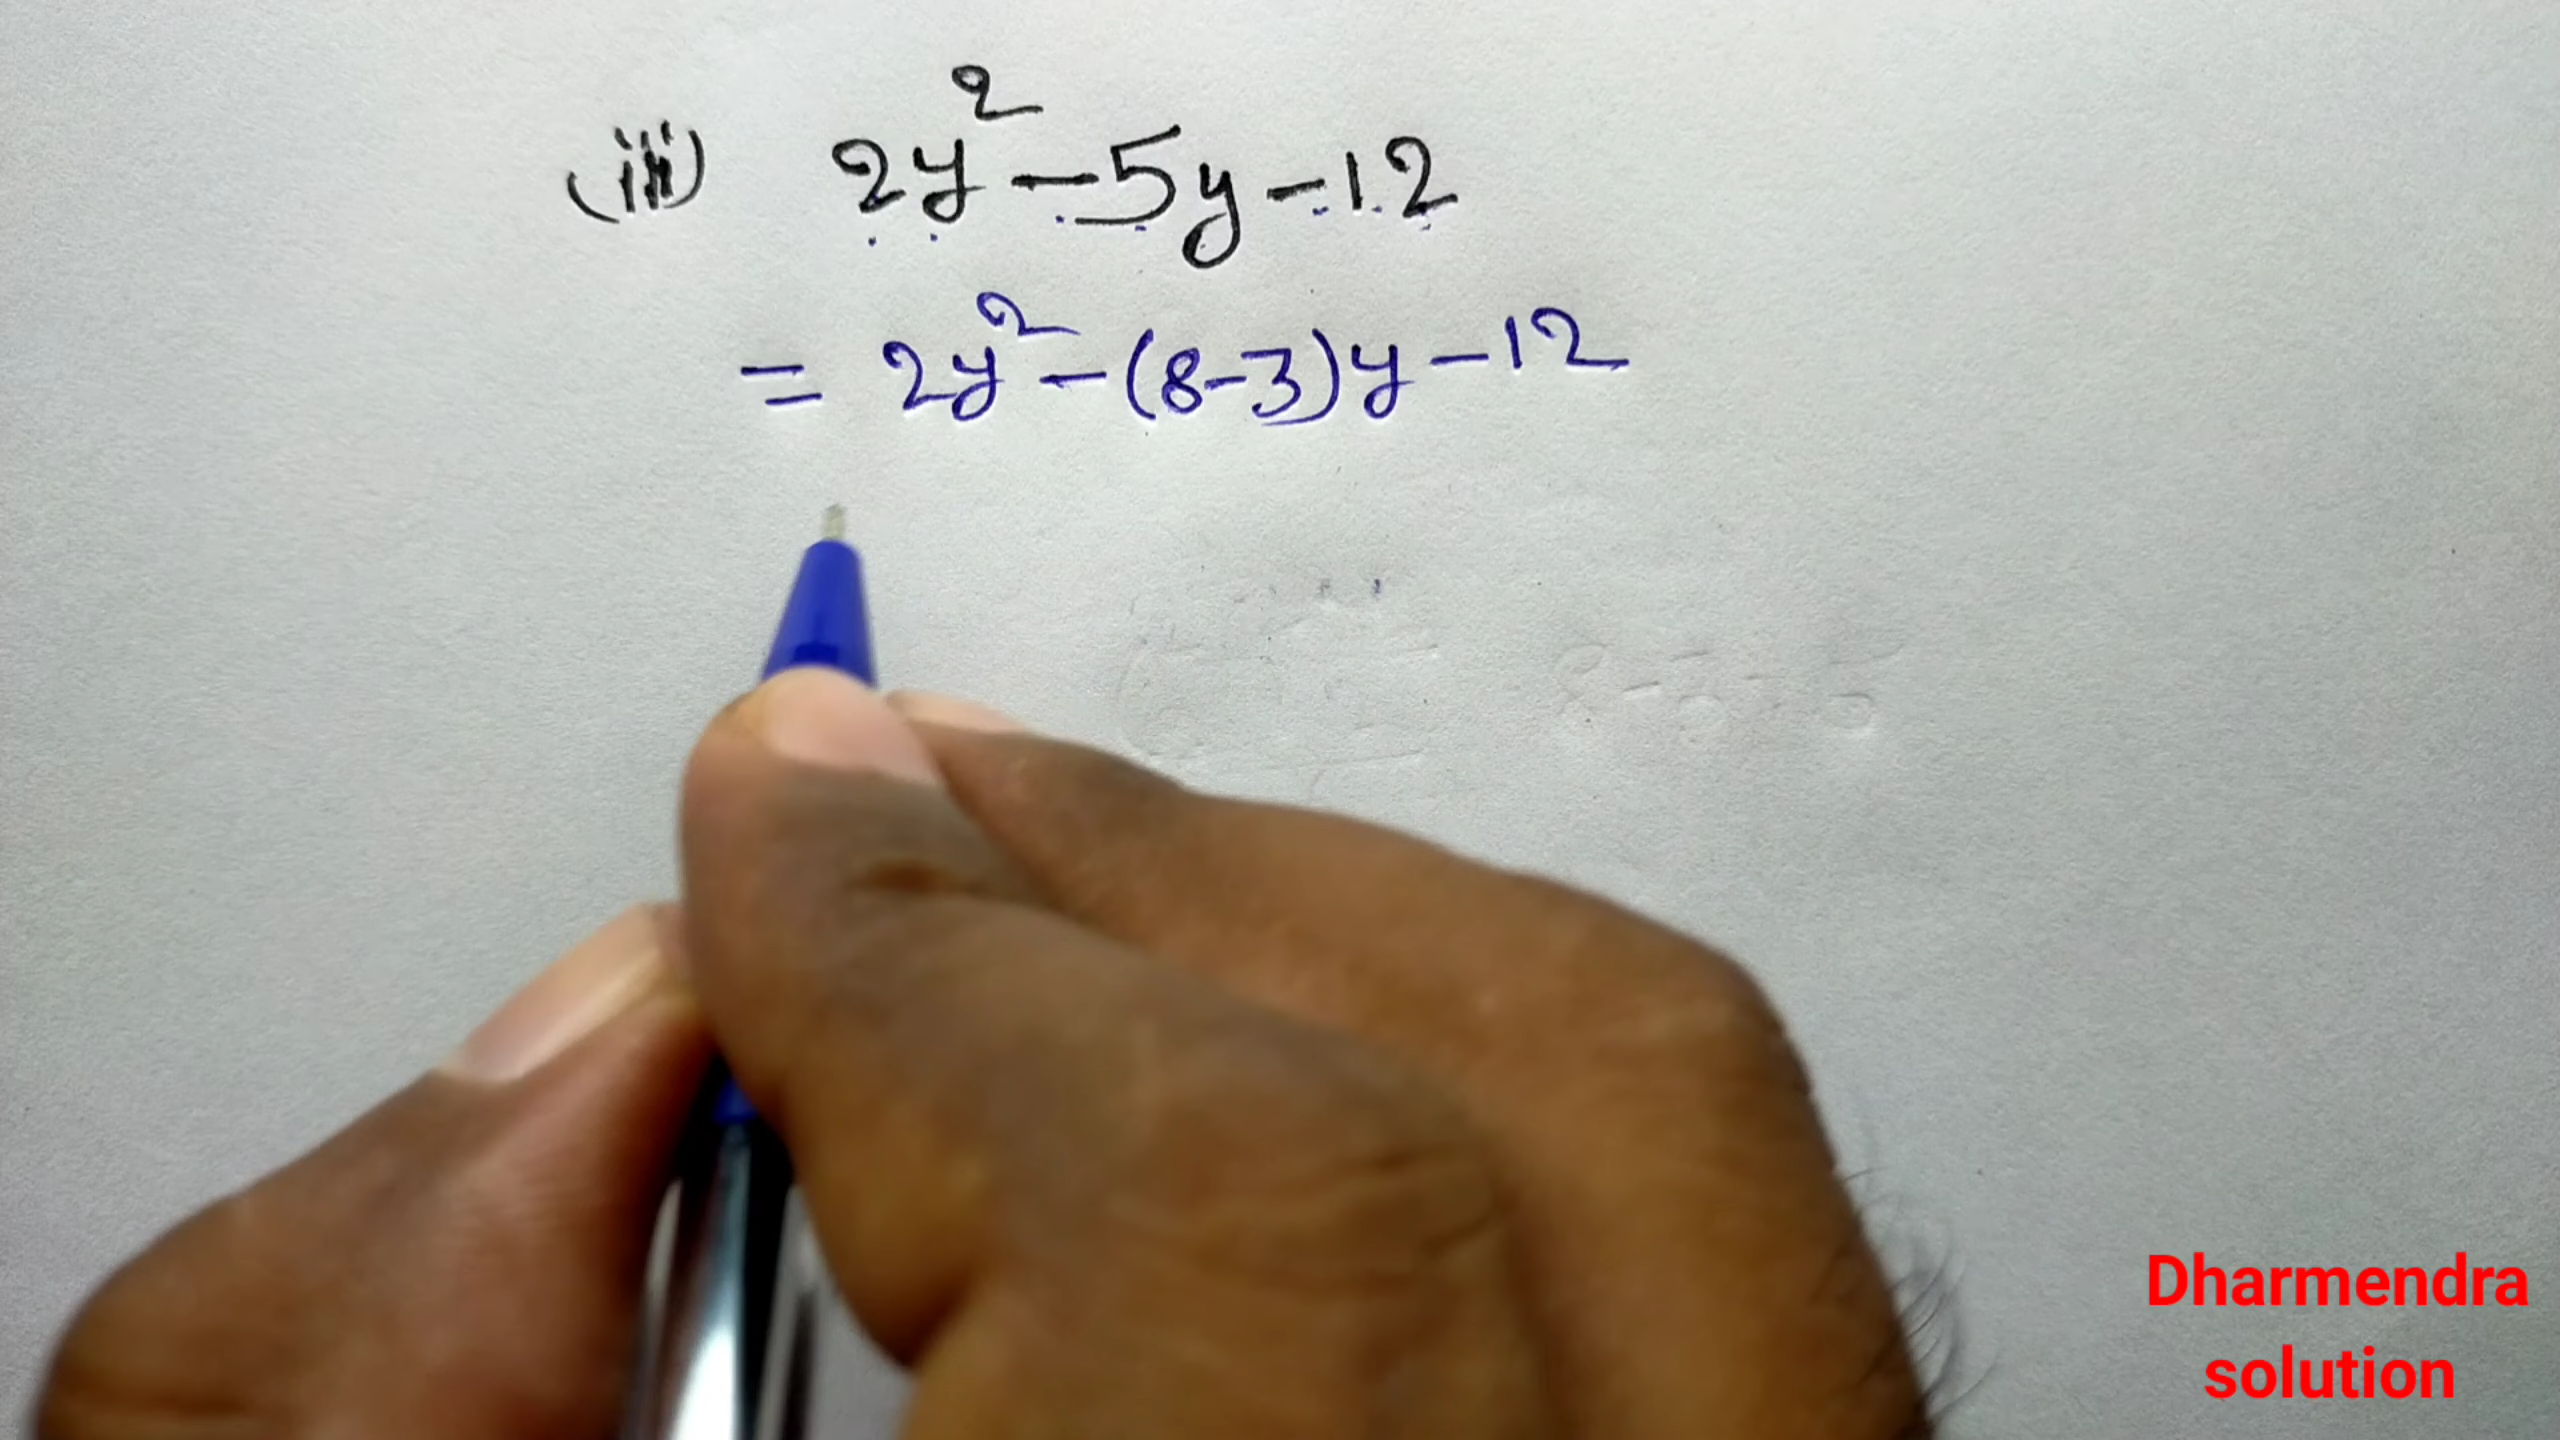 (iii) 2y² - 5y - 12
= 2y² - (8-3)y - 12
Dharmendra
solution